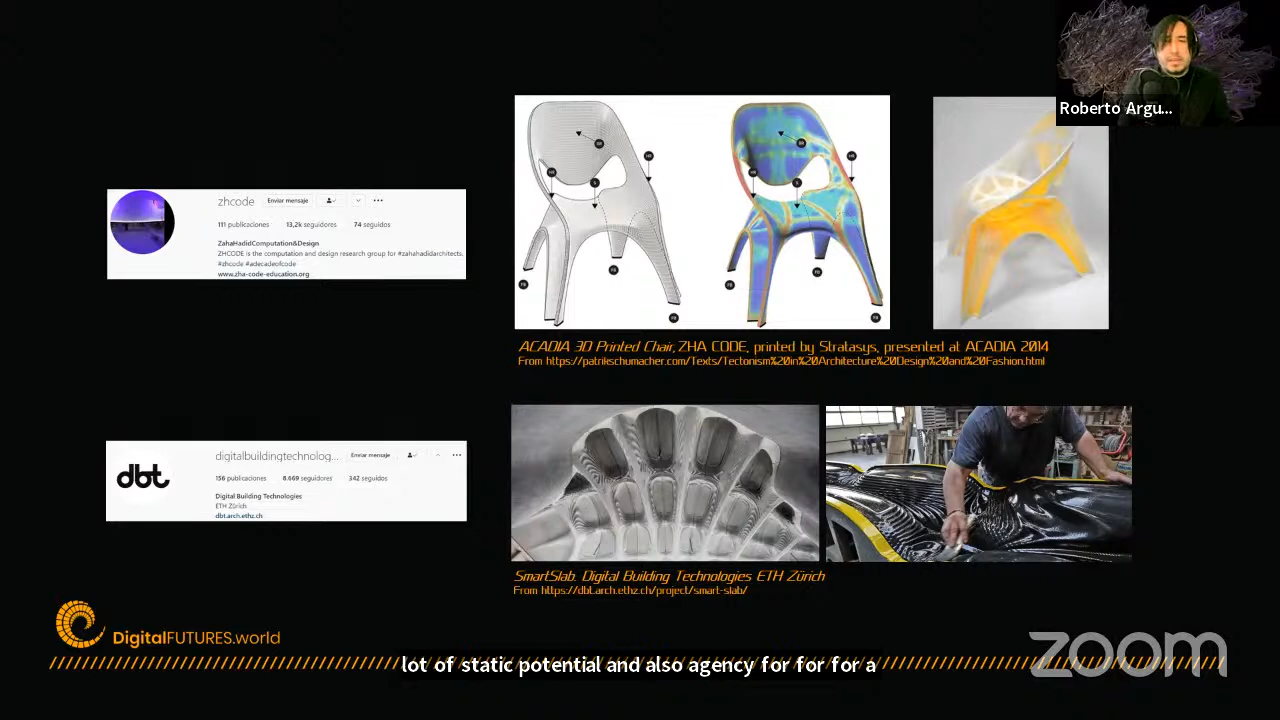 Roberto Argu...
zhcode Enviar mensaje
111 publicaciones 13,2k seguidores 74 seguidos
ZahaHadidComputation&Design
ZHCODE is the computation and design research group for #zahahadidarchitects.
#zhcode #adecadeofcode
www.zha-code-education.org
ACADIA 3D Printed Chair, ZHA CODE, printed by Stratasys, presented at ACADIA 2014
From https://patrikschumacher.com/Texts/Tectonism%20in%20Architecture%20Design%20and%20Fashion.html
dbt
digitalbuildingtechnolog... Enviar mensaje
156 publicaciones 8.669 seguidores 342 seguidos
Digital Building Technologies
ETH Zürich
dbt.arch.ethz.ch
SmartSlab. Digital Building Technologies ETH Zürich
From https://dbt.arch.ethz.ch/project/smart-slab/
DigitalFUTURES.world
zoom
lot of static potential and also agency for for for a